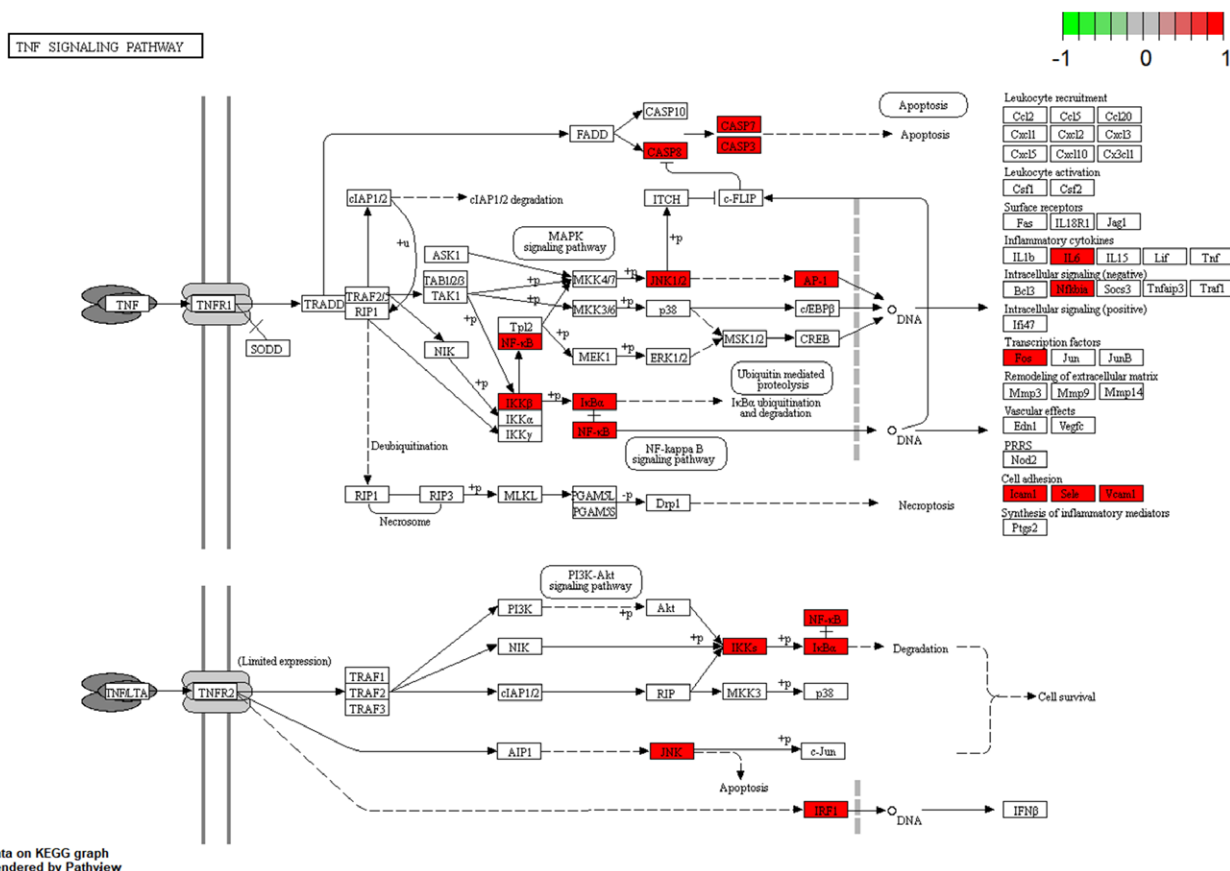 TNF SIGNALING PATHWAY
-1 0 1
Apoptosis
CASP10
FADD
CASP7
CASP3
CASP8
Apoptosis
cIAP1/2
cIAP1/2 degradation
ITCH
c-FLIP
+u
+p
MAPK
signaling pathway
ASK1
TAB1/2/3
TAK1
MKK4/7
+p
JNK1/2
AP-1
TNF
TNFR1
TRADD
TRAF2/5
RIP1
+p
MKK3/6
+p
p38
c/EBPβ
DNA
SODD
NIK
+p
+p
Tpl2
NF-κB
+p
MEK1
+p
ERK1/2
MSK1/2
CREB
+p
+p
IKKβ
IKKα
IKKγ
+p
IκBα
NF-κB
Ubiquitin mediated
proteolysis
IκBα ubiquitination
and degradation
DNA
NF-kappa B
signaling pathway
Deubiquitination
RIP1
RIP3
+p
MLKL
PGAM5L
PGAM5S
-p
Drp1
Necroptosis
Necrosome
Leukocyte recruitment
Ccl2 Ccl5 Ccl20
Cxcl1 Cxcl2 Cxcl3
Cxcl5 Cxcl10 Cx3cl1
Leukocyte activation
Csf1 Csf2
Surface receptors
Fas IL18R1 Jag1
Inflammatory cytokines
IL1b IL6 IL15 Lif Tnf
Intracellular signaling (negative)
Bcl3 Nfkbia Socs3 Tnfaip3 Traf1
Intracellular signaling (positive)
Ifi47
Transcription factors
Fos Jun JunB
Remodeling of extracellular matrix
Mmp3 Mmp9 Mmp14
Vascular effects
Edn1 Vegfc
PRRS
Nod2
Cell adhesion
Icam1 Sele Vcam1
Synthesis of inflammatory mediators
Ptgs2
PI3K-Akt
signaling pathway
PI3K
+p
Akt
NF-κB
NIK
+p
+p
IKKs
+p
IκBα
Degradation
(Limited expression)
TNF/LTA
TNFR2
TRAF1
TRAF2
TRAF3
cIAP1/2
RIP
MKK3
+p
p38
Cell survival
AIP1
JNK
+p
c-Jun
Apoptosis
IRF1
DNA
IFNβ
ata on KEGG graph
endered by Pathview